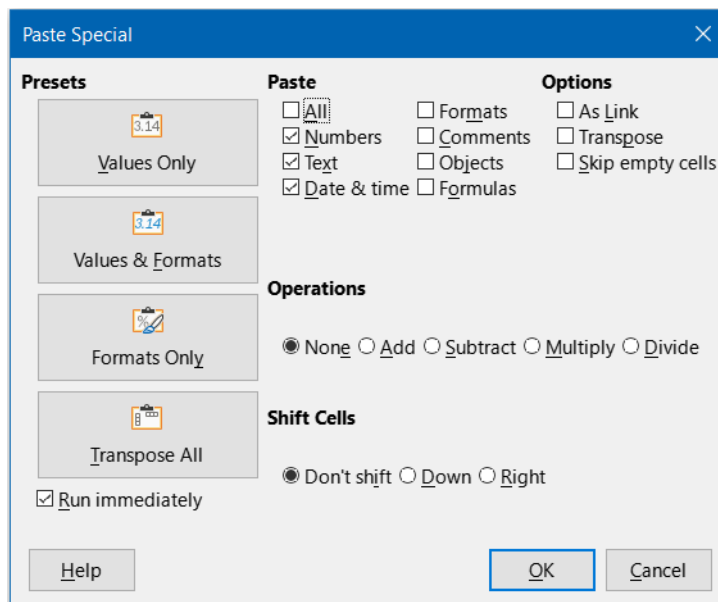 Paste Special
Presets
3.14
Values Only
3.14
Values & Formats
%
Formats Only
Transpose All
Run immediately
Paste
All
Numbers
Text
Date & time
Formats
Comments
Objects
Formulas
Options
As Link
Transpose
Skip empty cells
Operations
None Add Subtract Multiply Divide
Shift Cells
Don't shift Down Right
Help OK Cancel